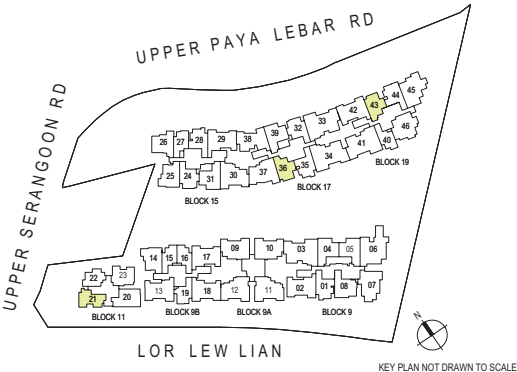 UPPER PAYA LEBAR RD
UPPER SERANGOON RD
43 44 45
42
26 27 28 29 38 39 32 33
46
40
41
34
35
36
37
25 24 31 30
BLOCK 19
BLOCK 17
BLOCK 15
14 15 16 17 09 10 03 04 05 06
22 23
21 20
13 19 18 12 11 02 01 08 07
BLOCK 11 BLOCK 9B BLOCK 9A BLOCK 9
LOR LEW LIAN
N
KEY PLAN NOT DRAWN TO SCALE